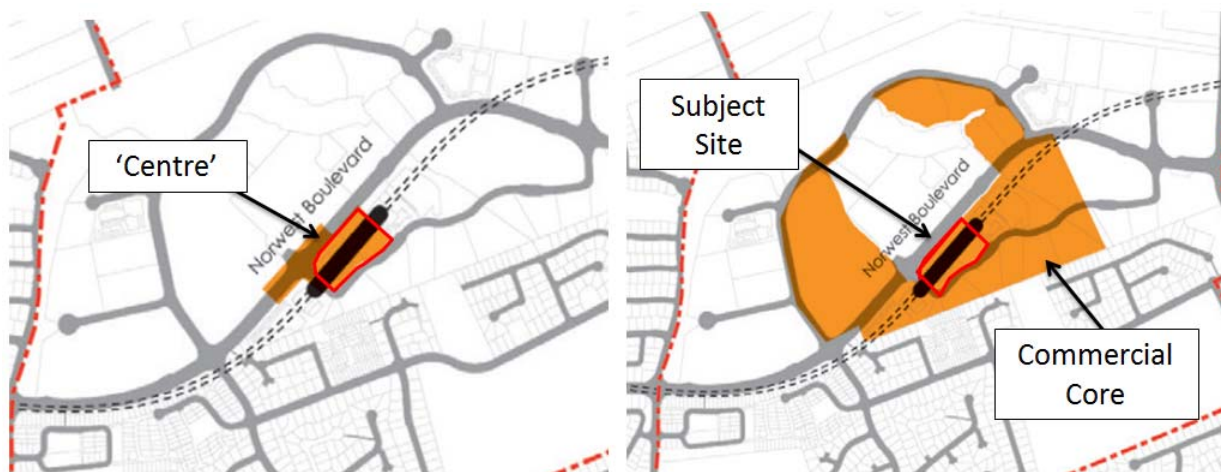 ‘Centre’
Norwest Boulevard
Subject
Site
Norwest Boulevard
Commercial
Core